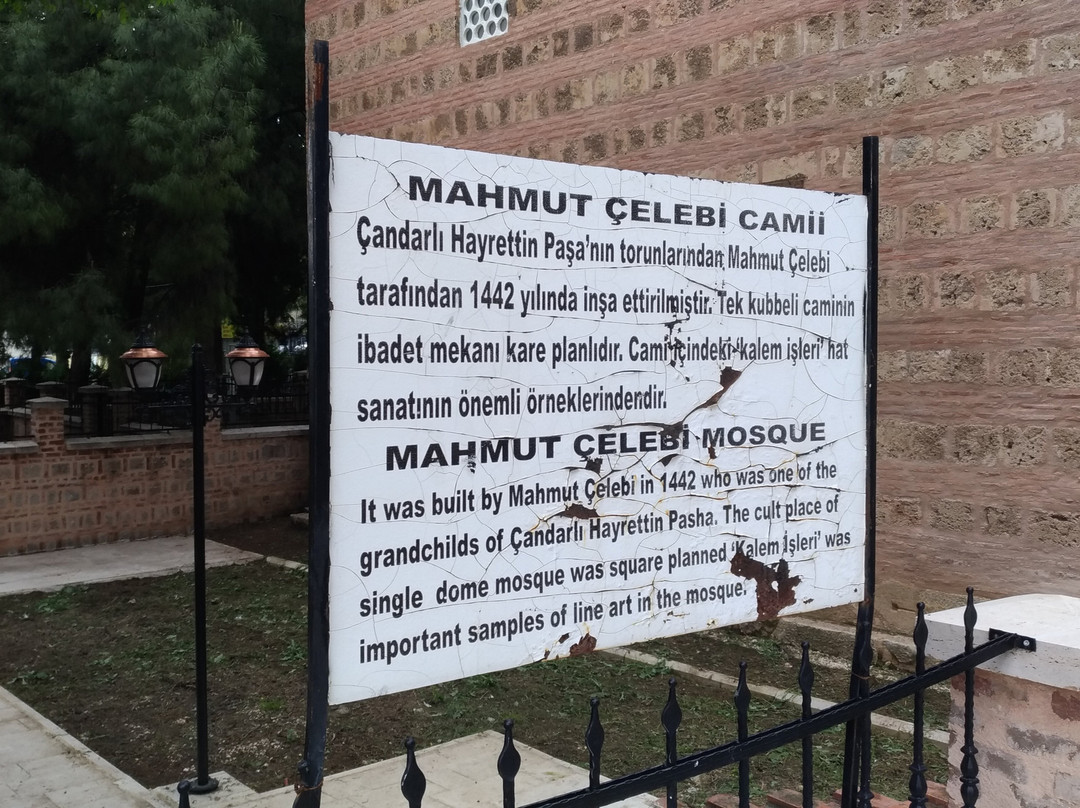 MAHMUT ÇELEBİ CAMİİ
Çandarlı Hayrettin Paşa'nın torunlarından Mahmut Çelebi
tarafından 1442 yılında inşa ettirilmiştir. Tek kubbeli caminin
ibadet mekanı kare planlıdır. Cami içindeki 'kalem işleri' hat
sanatının önemli örneklerindendir.
MAHMUT ÇELEBİ MOSQUE
It was built by Mahmut Çelebi in 1442 who was one of the
grandchilds of Çandarlı Hayrettin Pasha. The cult place of
single dome mosque was square planned 'Kalem İşleri' was
important samples of line art in the mosque.